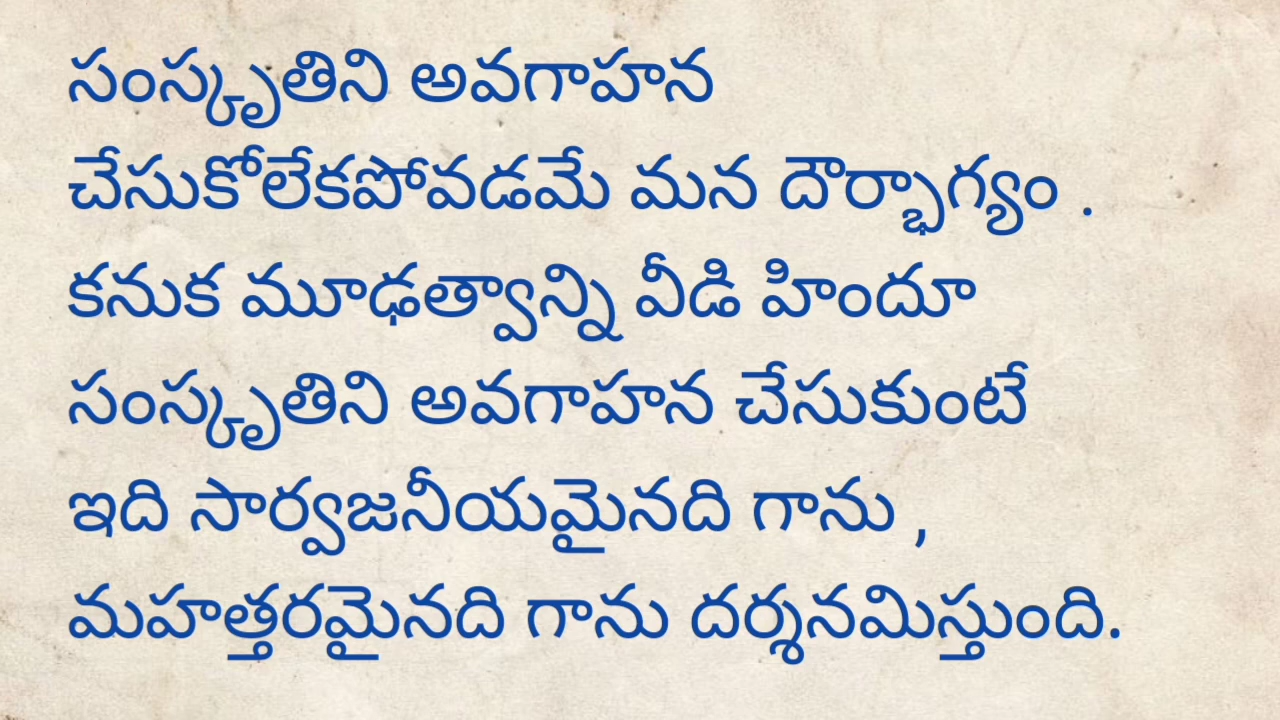 సంస్కృతిని అవగాహన
చేసుకోలేకపోవడమే మన దౌర్భాగ్యం .
కనుక మూఢత్వాన్ని వీడి హిందూ
సంస్కృతిని అవగాహన చేసుకుంటే
ఇది సార్వజనీయమైనది గాను ,
మహత్తరమైనది గాను దర్శనమిస్తుంది.